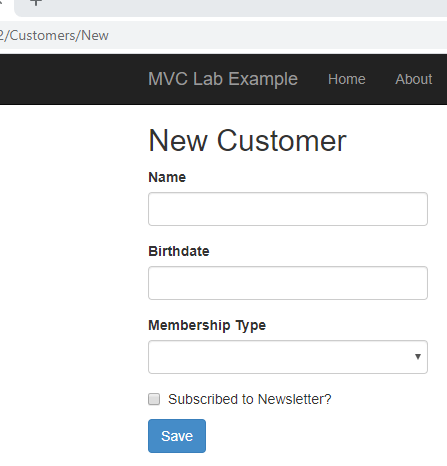 2/Customers/New
MVC Lab Example Home About
New Customer
Name
Birthdate
Membership Type
Subscribed to Newsletter?
Save